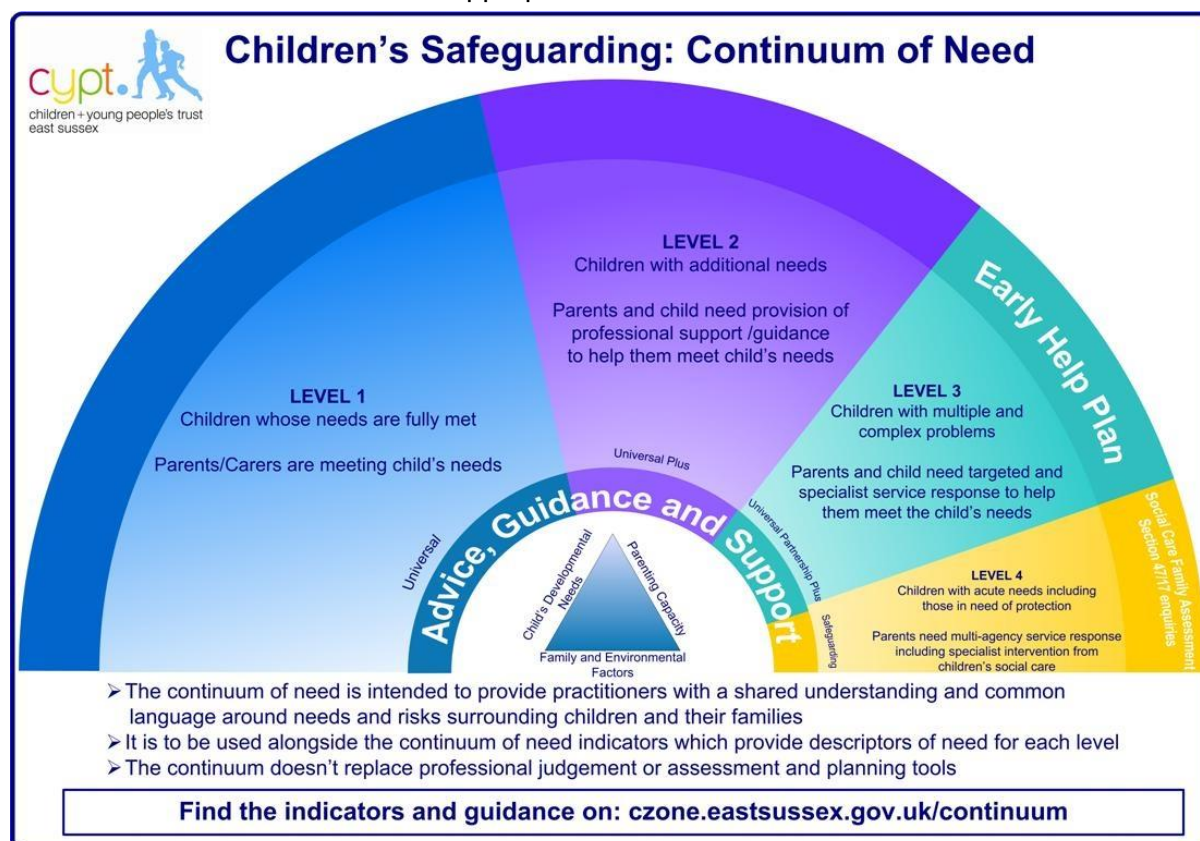 Children's Safeguarding: Continuum of Need
cypt.
children + young people's trust
east sussex
LEVEL 1
Children whose needs are fully met
Parents/Carers are meeting child's needs
LEVEL 2
Children with additional needs
Parents and child need provision of
professional support /guidance
to help them meet child's needs
LEVEL 3
Children with multiple and
complex problems
Parents and child need targeted and
specialist service response to help
them meet the child's needs
LEVEL 4
Children with acute needs including
those in need of protection
Parents need multi-agency service response
including specialist intervention from
children's social care
Early Help Plan
Social Care Family Assessment
Section 47/17 enquiries
Universal
Universal Plus
Universal Partnership Plus
Safeguarding
Advice, Guidance and Support
Child's Developmental
Needs
Parenting Capacity
Family and Environmental
Factors
➢ The continuum of need is intended to provide practitioners with a shared understanding and common
language around needs and risks surrounding children and their families
➢ It is to be used alongside the continuum of need indicators which provide descriptors of need for each level
➢ The continuum doesn't replace professional judgement or assessment and planning tools
Find the indicators and guidance on: czone.eastsussex.gov.uk/continuum